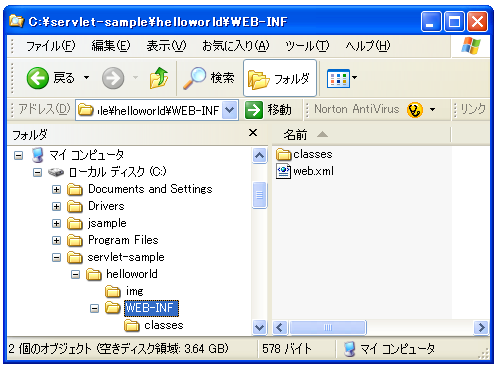 C:¥servlet-sample¥helloworld¥WEB-INF
ファイル(F) 編集(E) 表示(V) お気に入り(A) ツール(T) ヘルプ(H)
戻る 検索 フォルダ
アドレス(D) ple¥helloworld¥WEB-INF 移動 Norton AntiVirus リンク
フォルダ 名前
マイ コンピュータ
ローカル ディスク (C:)
Documents and Settings
Drivers
jsample
Program Files
servlet-sample
helloworld
img
WEB-INF
classes
classes
web.xml
2 個のオブジェクト (空きディスク領域: 3.64 GB) 578 バイト マイ コンピュータ